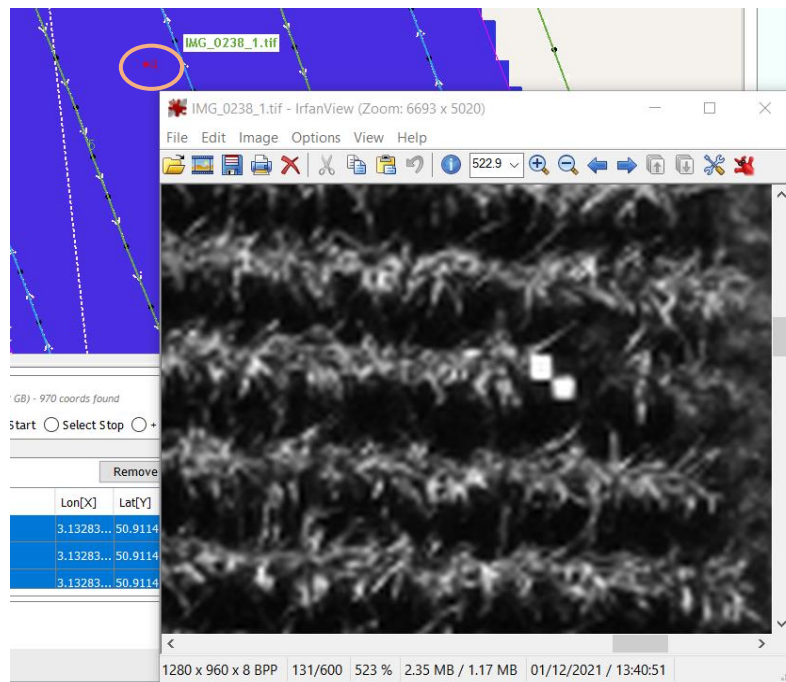 IMG_0238_1.tif
IMG_0238_1.tif - IrfanView (Zoom: 6693 x 5020)
File Edit Image Options View Help
522.9
GB) - 970 coords found
Start Select Stop +
Remove
Lon[X] Lat[Y]
3.13283... 50.9114
3.13283... 50.9114
3.13283... 50.9114
1280 x 960 x 8 BPP 131/600 523 % 2.35 MB / 1.17 MB 01/12/2021 / 13:40:51